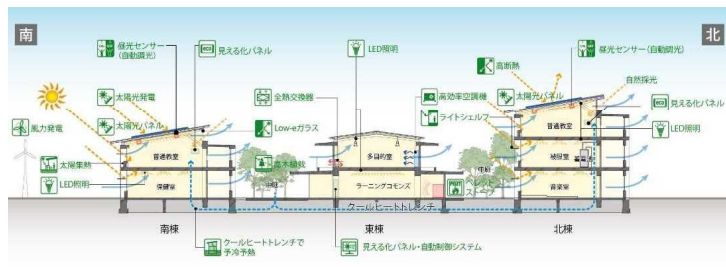 南
北
昼光センサー
(自動調光)
eco
見える化パネル
LED照明
昼光センサー(自動調光)
高断熱
自然採光
太陽光発電
全熱交換器
高効率空調機
太陽光パネル
eco
見える化パネル
風力発電
太陽光パネル
Low-eガラス
ライトシェルフ
普通教室
LED照明
太陽集熱
普通教室
高木植栽
多目的室
被服室
LED照明
保健室
中庭
ラーニングコモンズ
中庭
ペレット
ストーブ
音楽室
クールヒートトレンチ
南棟
東棟
北棟
クールヒートトレンチで
予冷予熱
見える化パネル・自動制御システム